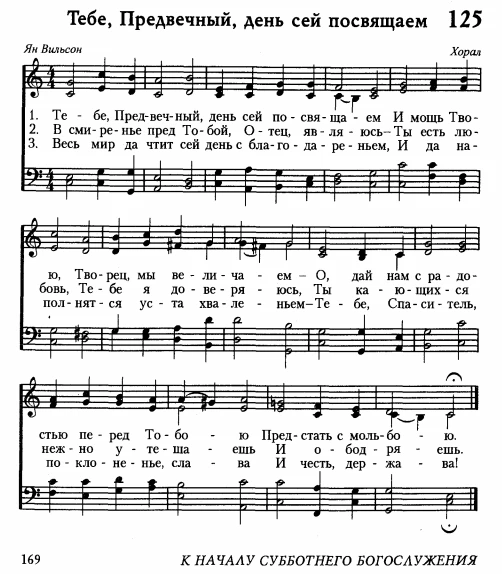 Тебе, Предвечный, день сей посвящаем 125
Ян Вильсон Хорал
1. Те - бе, Пред-веч-ный, день сей по-свя-ща - ем И мощь Тво-
2. В сми-ре-нье пред То-бой, О-тец, яв-ля-юсь—Ты есть лю-
3. Весь мир да чтит сей день с бла-го-да-ре-ньем, И да на-
ю, Тво-рец, мы ве - ли - ча - ем – О, дай нам с ра - до-
бовь, Те - бе я до - ве - ря - юсь, Ты ка - ю - щих - ся
пол-нят-ся ус - та хва - ле - ньем–Те - бе, Спа-си-тель,
стью пе - ред То - бо - ю Пред-стать с моль-бо - ю.
неж-но у - те - ша - ешь И о - бод - ря - ешь.
по - кло - не - нье, сла - ва И честь, дер - жа - ва!
169 К НАЧАЛУ СУББОТНЕГО БОГОСЛУЖЕНИЯ